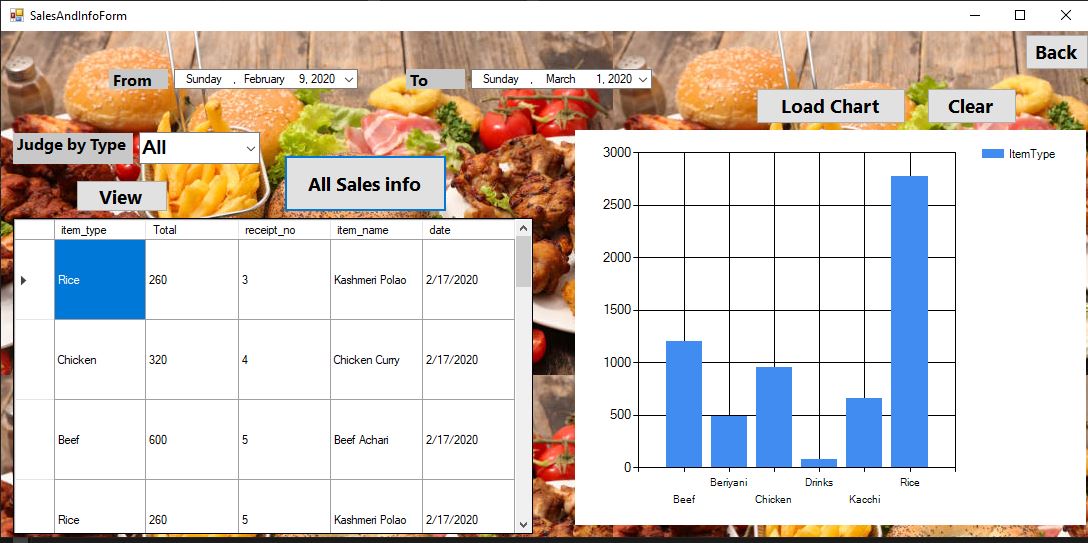 SalesAndInfoForm
Back
From Sunday , February 9, 2020 To Sunday , March 1, 2020
Load Chart Clear
Judge by Type All
All Sales info
View
item_type Total receipt_no item_name date
Rice 260 3 Kashmeri Polao 2/17/2020
Chicken 320 4 Chicken Curry 2/17/2020
Beef 600 5 Beef Achari 2/17/2020
Rice 260 5 Kashmeri Polao 2/17/2020
ItemType
3000
2500
2000
1500
1000
500
0
Beriyani Drinks Rice
Beef Chicken Kacchi